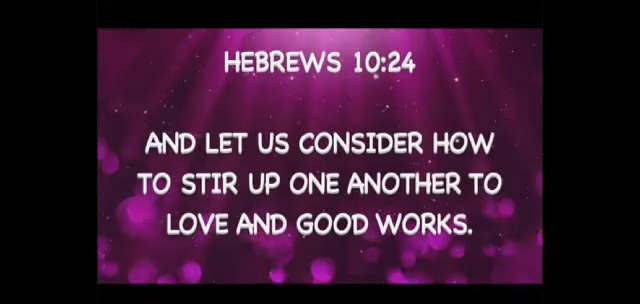 HEBREWS 10:24
AND LET US CONSIDER HOW
TO STIR UP ONE ANOTHER TO
LOVE AND GOOD WORKS.